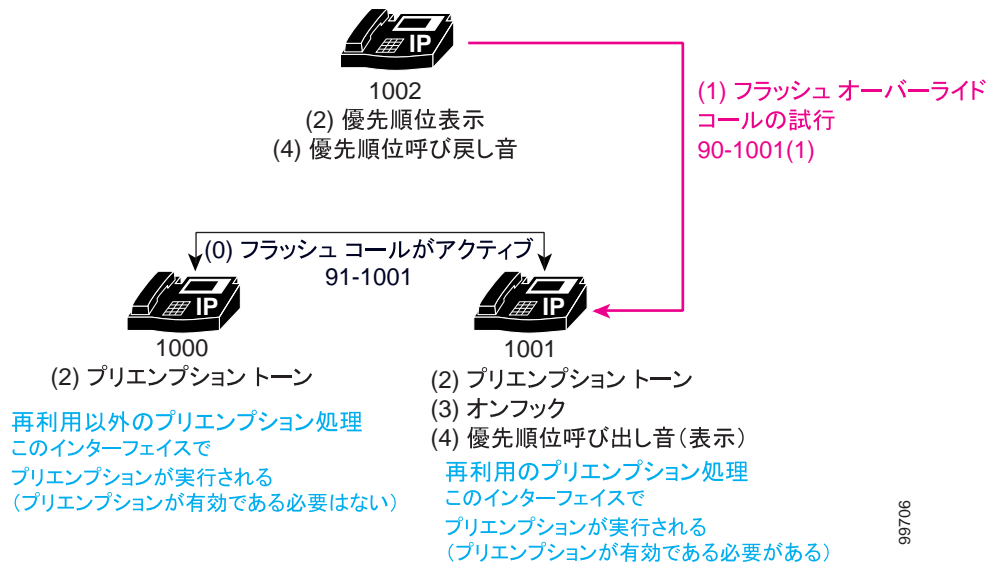 IP
1002
(2) 優先順位表示
(4) 優先順位呼び戻し音
(1) フラッシュ オーバーライド
コールの試行
90-1001(1)
(0) フラッシュ コールがアクティブ
91-1001
IP
1000
(2) プリエンプション トーン
再利用以外のプリエンプション処理
このインターフェイスで
プリエンプションが実行される
（プリエンプションが有効である必要はない）
IP
1001
(2) プリエンプション トーン
(3) オンフック
(4) 優先順位呼び出し音（表示）
再利用のプリエンプション処理
このインターフェイスで
プリエンプションが実行される
（プリエンプションが有効である必要がある）
99706